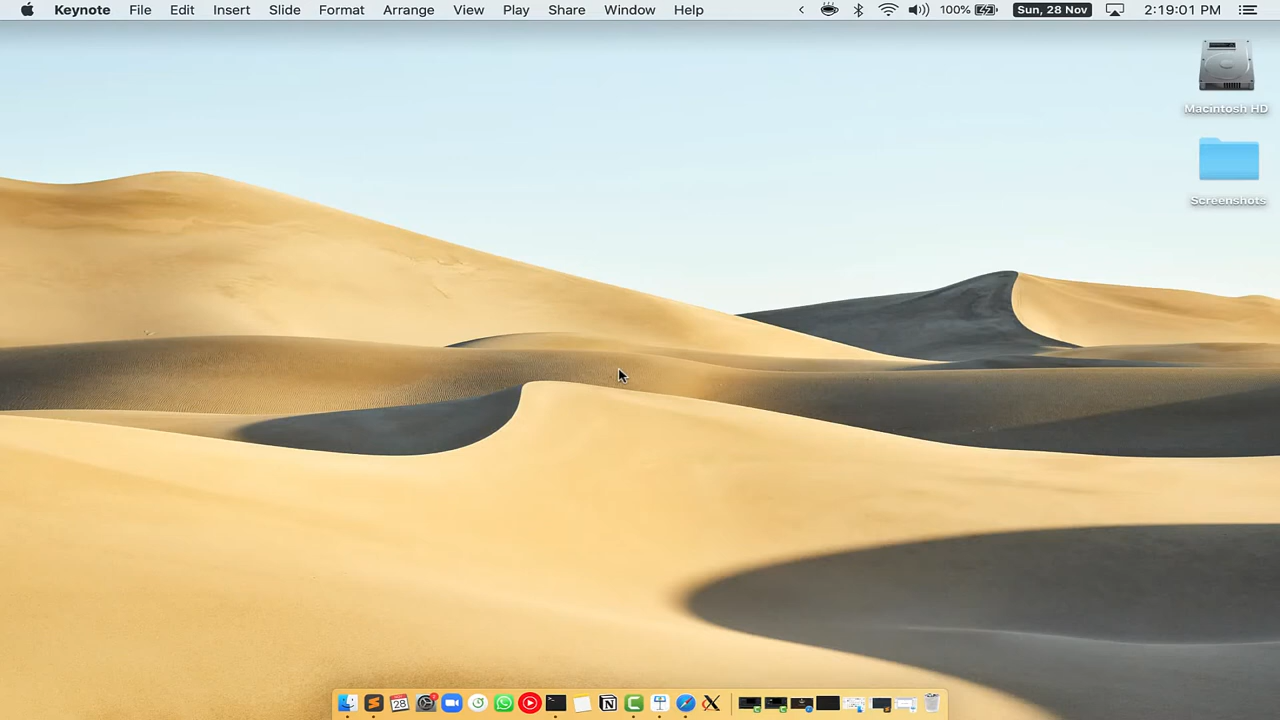 Keynote File Edit Insert Slide Format Arrange View Play Share Window Help 100% Sun, 28 Nov 2:19:01 PM
Macintosh HD
Screenshots
28